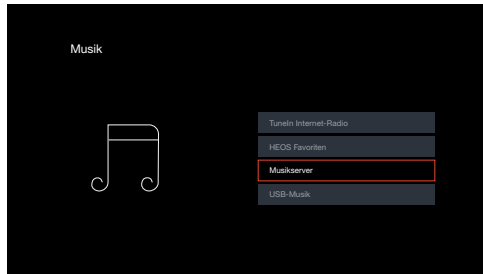 Musik
TuneIn Internet-Radio
HEOS Favoriten
Musikserver
USB-Musik